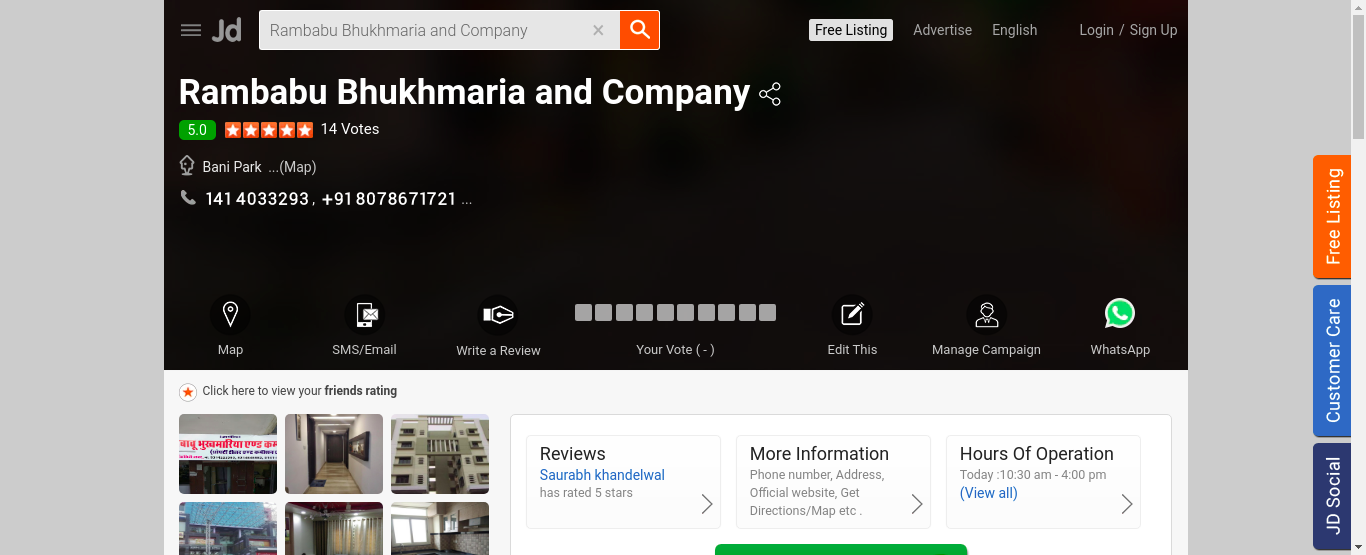 Jd
Rambabu Bhukhmaria and Company
Free Listing
Advertise
English
Login / Sign Up
Rambabu Bhukhmaria and Company
5.0
14 Votes
Bani Park ...(Map)
141 4033293 , +91 8078671721 ...
Map
SMS/Email
Write a Review
Your Vote ( - )
Edit This
Manage Campaign
WhatsApp
Free Listing
Customer Care
JD Social
Click here to view your friends rating
बाबू भुखमारिया एण्ड कम
Reviews
Saurabh khandelwal
has rated 5 stars
More Information
Phone number, Address,
Official website, Get
Directions/Map etc .
Hours Of Operation
Today :10:30 am - 4:00 pm
(View all)